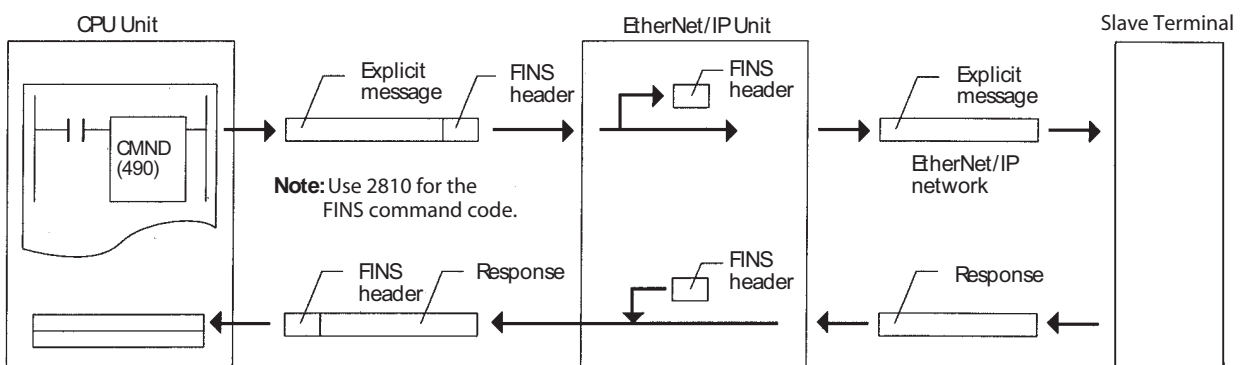 CPU Unit
EtherNet/IP Unit
Slave Terminal
Explicit
message
FINS
header
FINS
header
Explicit
message
CMND
(490)
EtherNet/IP
network
Note: Use 2810 for the
FINS command code.
FINS
header
Response
FINS
header
Response